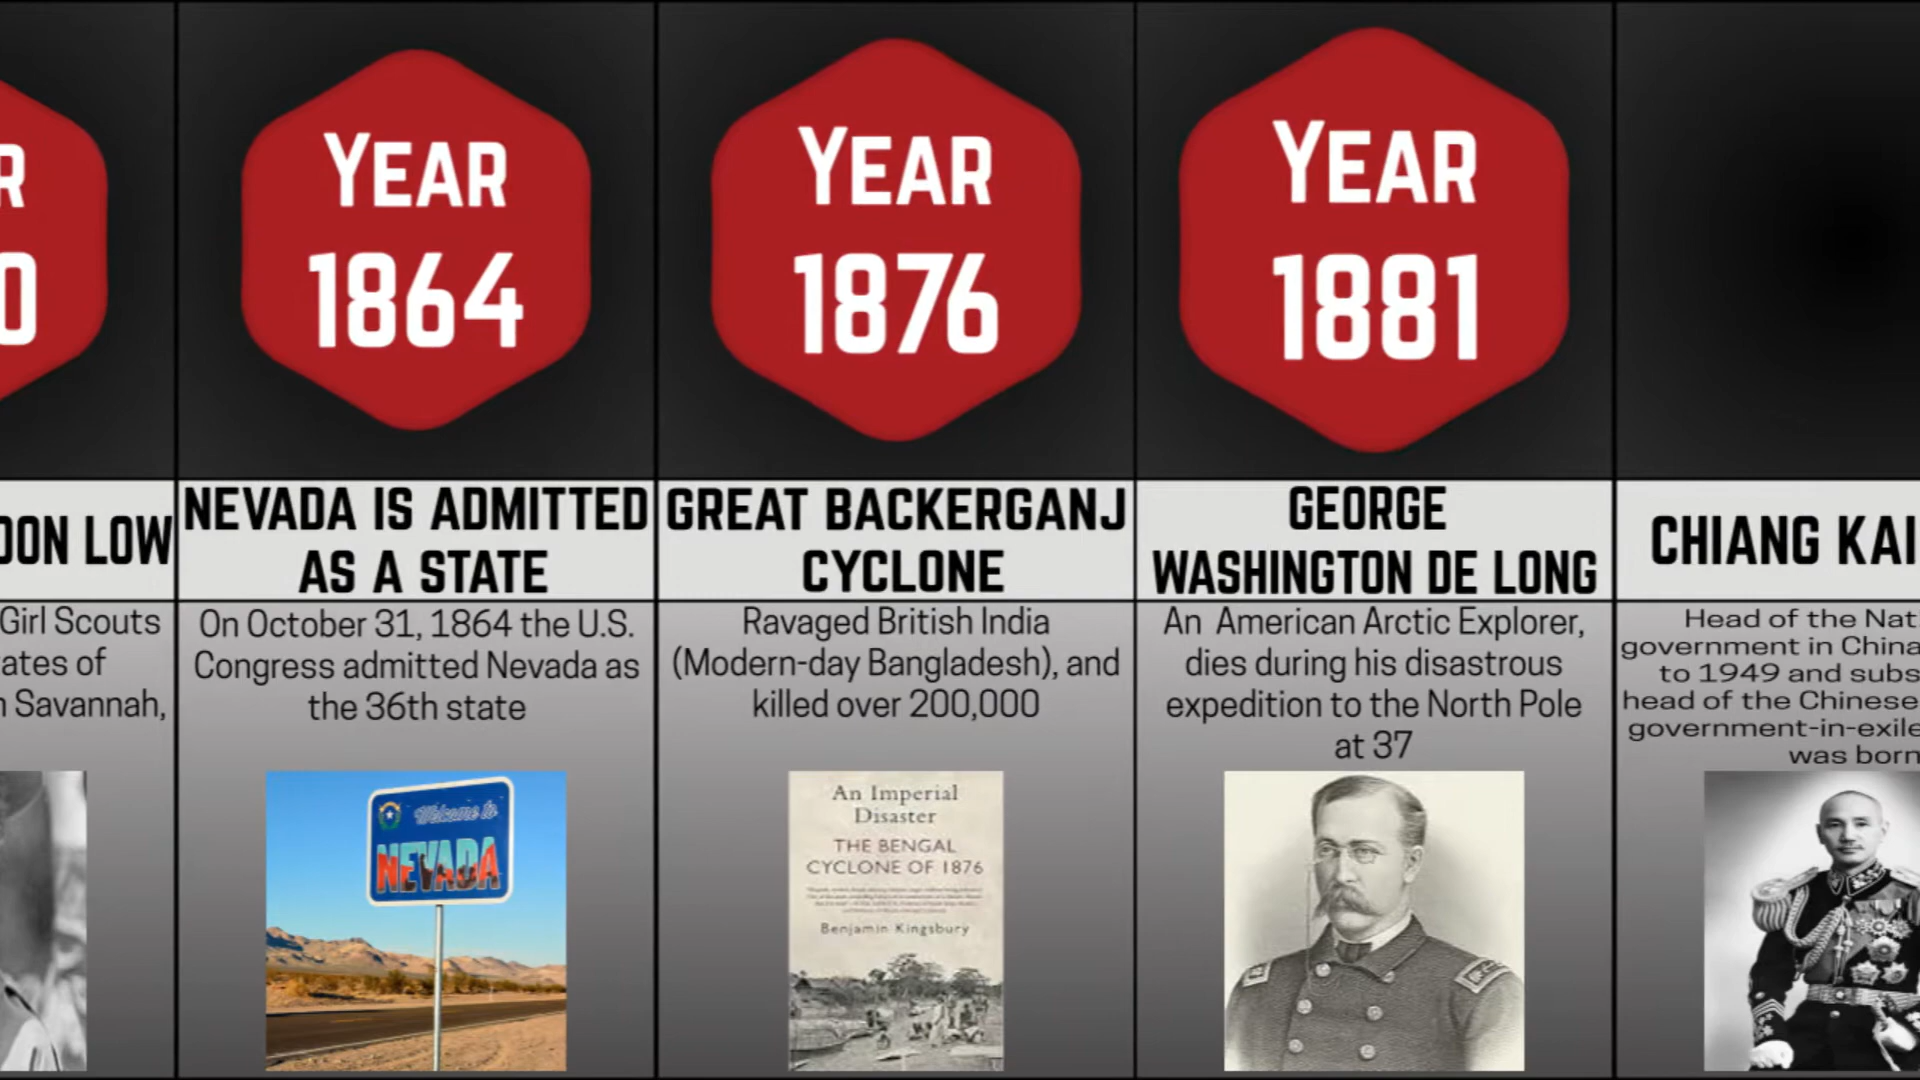 R
0
DON LOW
Girl Scouts
ates of
Savannah,
YEAR
1864
NEVADA IS ADMITTED
AS A STATE
On October 31, 1864 the U.S.
Congress admitted Nevada as
the 36th state
Welcome to
NEVADA
YEAR
1876
GREAT BACKERGANJ
CYCLONE
Ravaged British India
(Modern-day Bangladesh), and
killed over 200,000
An Imperial
Disaster
THE BENGAL
CYCLONE OF 1876
Benjamin Kingsbury
YEAR
1881
GEORGE
WASHINGTON DE LONG
An American Arctic Explorer,
dies during his disastrous
expedition to the North Pole
at 37
CHIANG KAI
Head of the Nat
government in China
to 1949 and subs
head of the Chinese
government-in-exile
was born